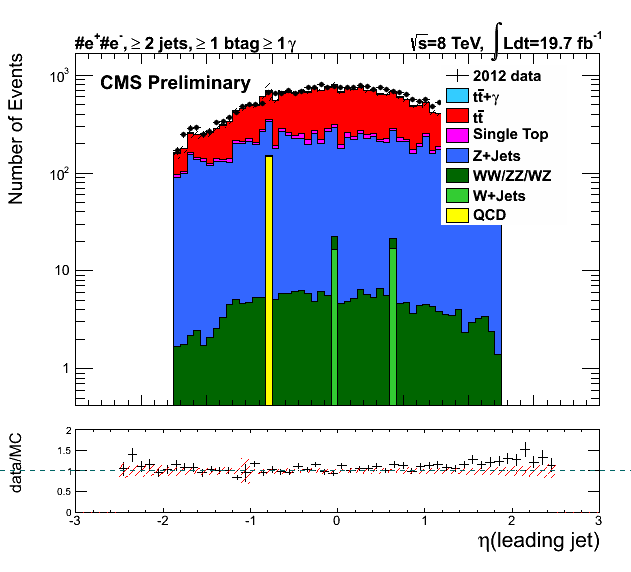 #e+#e-, ≥ 2 jets, ≥ 1 btag ≥ 1γ
√s=8 TeV, ∫Ldt=19.7 fb-1
CMS Preliminary
2012 data
tt̄+γ
tt̄
Single Top
Z+Jets
WW/ZZ/WZ
W+Jets
QCD
Number of Events
10³
10²
10
1
data/MC
2
1.5
1
0.5
0
-3 -2 -1 0 1 2 3
η(leading jet)